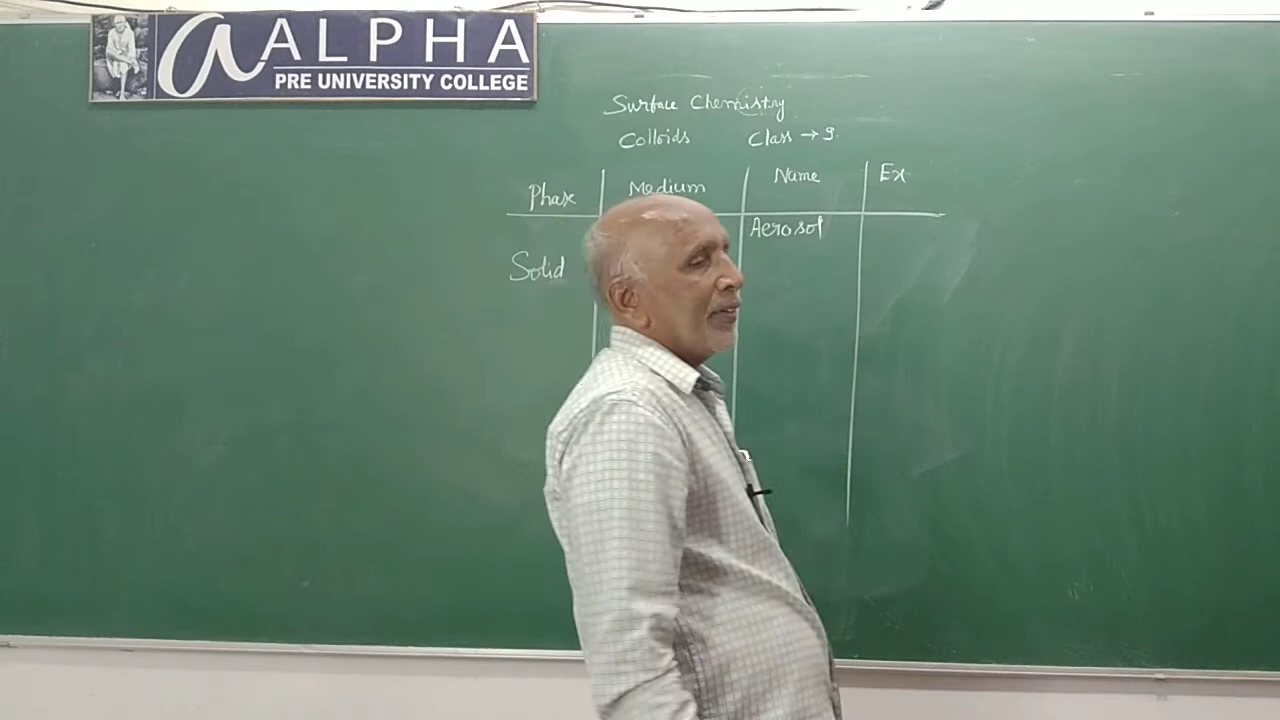 ALPHA
PRE UNIVERSITY COLLEGE
Surface Chemistry
Colloids Class → 9
Phase Medium Name Ex
Solid Aerosol